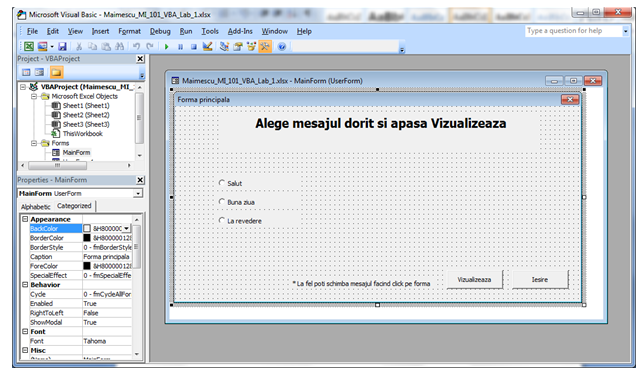 Microsoft Visual Basic - Maimescu_MI_101_VBA_Lab_1.xlsx
File Edit View Insert Format Debug Run Tools Add-Ins Window Help
Type a question for help
Project - VBAProject
VBAProject (Maimescu_MI_
Microsoft Excel Objects
Sheet1 (Sheet1)
Sheet2 (Sheet2)
Sheet3 (Sheet3)
ThisWorkbook
Forms
MainForm
Properties - MainForm
MainForm UserForm
Alphabetic Categorized
Appearance
BackColor &H80000C
BorderColor &H8000012
BorderStyle 0 - fmBorderStyle
Caption Forma principala
ForeColor &H8000012
SpecialEffect 0 - fmSpecialEffe
Behavior
Cycle 0 - fmCycleAllFor
Enabled True
RightToLeft False
ShowModal True
Font
Font Tahoma
Misc
Maimescu_MI_101_VBA_Lab_1.xlsx - MainForm (UserForm)
Forma principala
Alege mesajul dorit si apasa Vizualizeaza
Salut
Buna ziua
La revedere
* La fel poti schimba mesajul facind click pe forma
Vizualizeaza
Iesire